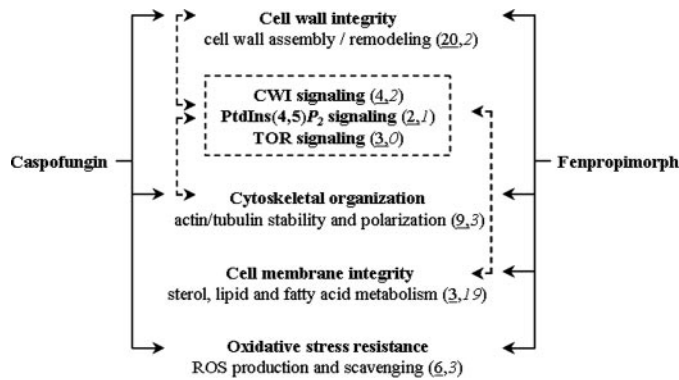 Cell wall integrity
cell wall assembly / remodeling (20,2)
CWI signaling (4,2)
PtdIns(4,5)P2 signaling (2,1)
TOR signaling (3,0)
Caspofungin
Fenpropimorph
Cytoskeletal organization
actin/tubulin stability and polarization (9,3)
Cell membrane integrity
sterol, lipid and fatty acid metabolism (3,19)
Oxidative stress resistance
ROS production and scavenging (6,3)